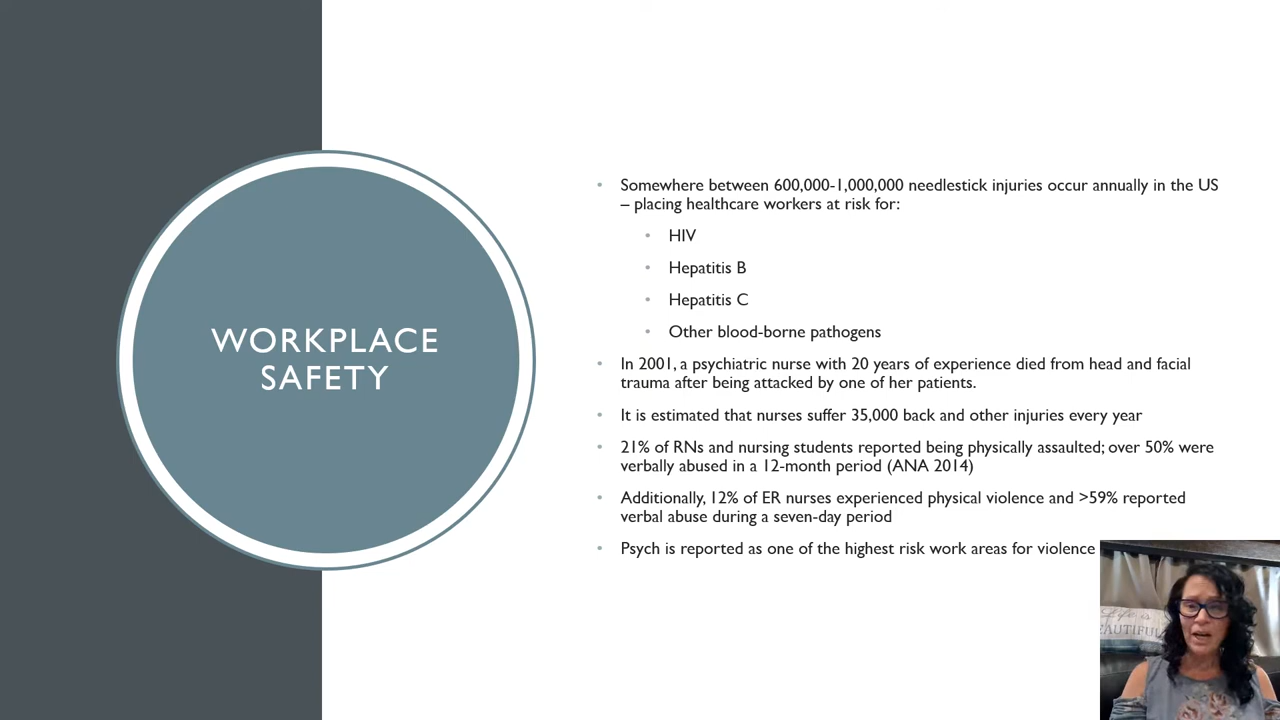 WORKPLACE
SAFETY
• Somewhere between 600,000-1,000,000 needlestick injuries occur annually in the US
– placing healthcare workers at risk for:
• HIV
• Hepatitis B
• Hepatitis C
• Other blood-borne pathogens
• In 2001, a psychiatric nurse with 20 years of experience died from head and facial
trauma after being attacked by one of her patients.
• It is estimated that nurses suffer 35,000 back and other injuries every year
• 21% of RNs and nursing students reported being physically assaulted; over 50% were
verbally abused in a 12-month period (ANA 2014)
• Additionally, 12% of ER nurses experienced physical violence and >59% reported
verbal abuse during a seven-day period
• Psych is reported as one of the highest risk work areas for violence
Life is
BEAUTIFUL